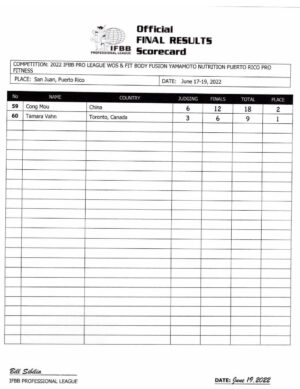 Official
FINAL RESULTS
Scorecard
IFBB
PROFESSIONAL LEAGUE
COMPETITION: 2022 IFBB PRO LEAGUE WOS & FIT BODY FUSION YAMAMOTO NUTRITION PUERTO RICO PRO
FITNESS
PLACE: San Juan, Puerto Rico DATE: June 17-19, 2022
No NAME COUNTRY JUDGING FINALS TOTAL PLACE
59 Cong Mou China 6 12 18 2
60 Tamara Vahn Toronto, Canada 3 6 9 1
Bill Sihlin
IFBB PROFESSIONAL LEAGUE DATE: June 19, 2022